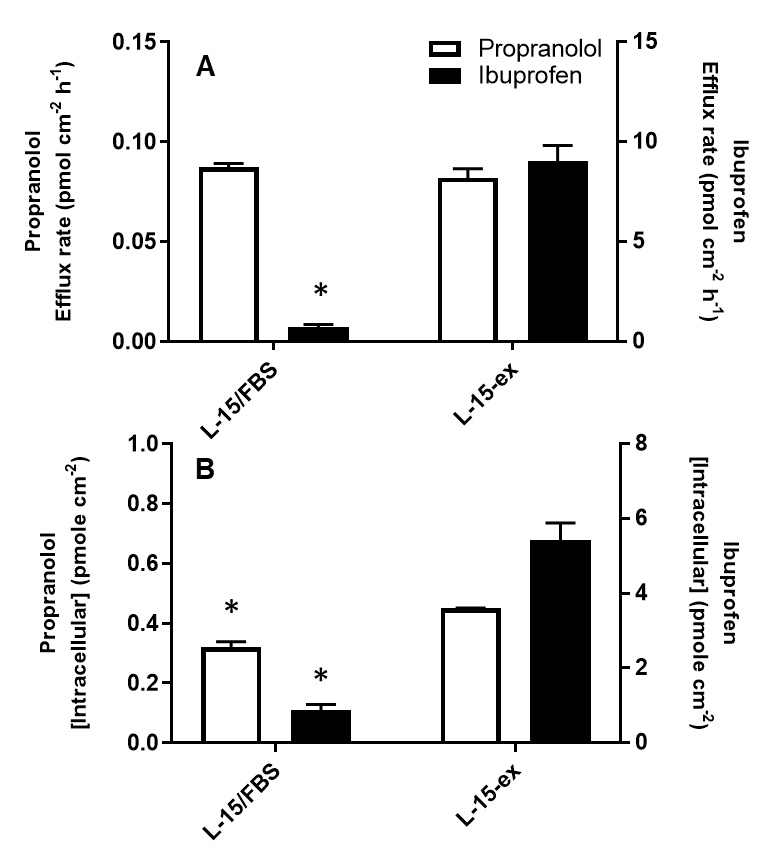 A
Propranolol
Ibuprofen
Propranolol
Efflux rate (pmol cm⁻² h⁻¹)
0.15
0.10
0.05
0.00
*
15
10
5
0
Ibuprofen
Efflux rate (pmol cm⁻² h⁻¹)
L-15/FBS
L-15-ex
B
Propranolol
[Intracellular] (pmole cm⁻²)
1.0
0.8
0.6
0.4
0.2
0.0
*
*
8
6
4
2
0
Ibuprofen
[Intracellular] (pmole cm⁻²)
L-15/FBS
L-15-ex